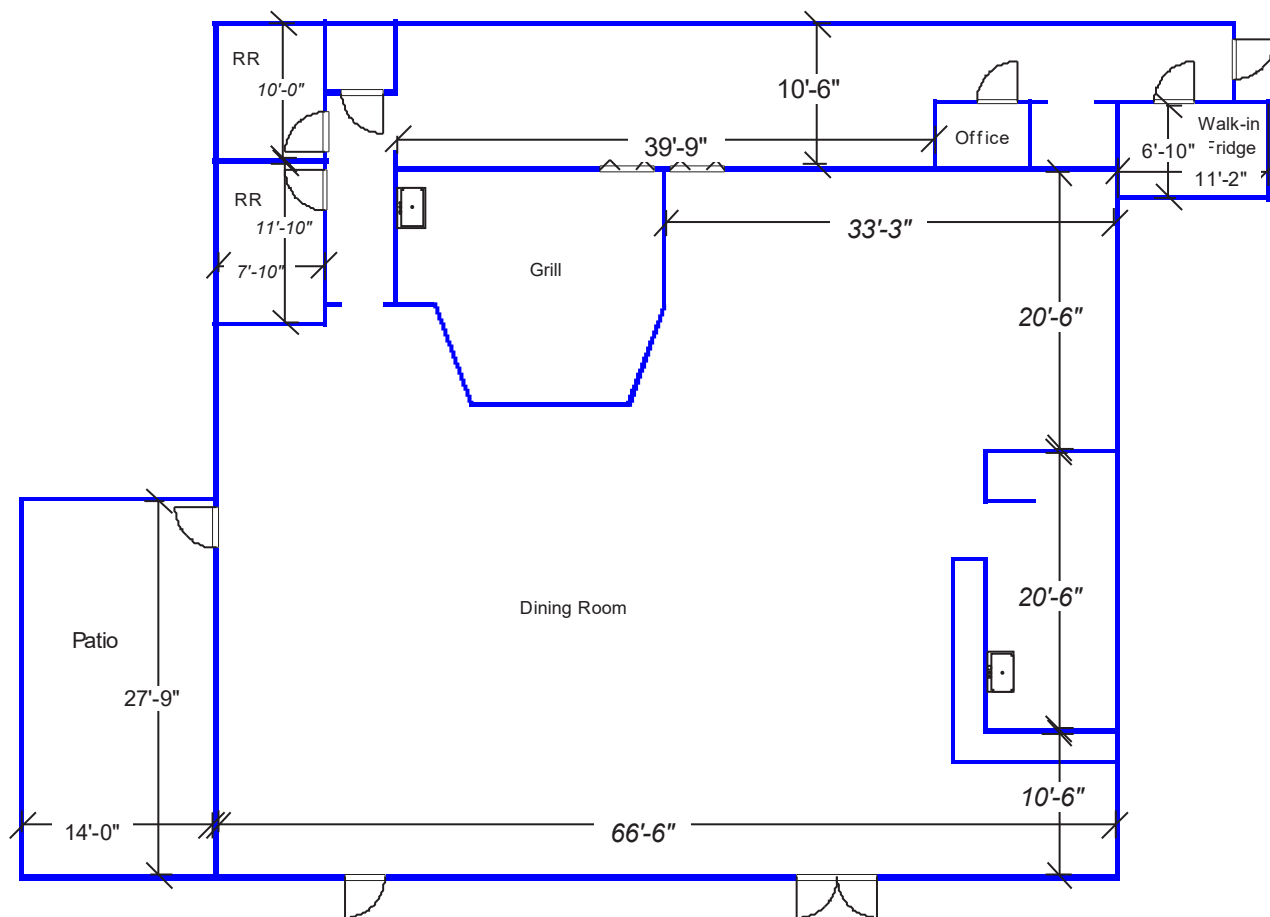 RR
10'-0"
10'-6"
39'-9"
Office
Walk-in
Fridge
6'-10"
11'-2"
RR
11'-10"
7'-10"
33'-3"
Grill
20'-6"
Dining Room
20'-6"
Patio
27'-9"
10'-6"
14'-0"
66'-6"